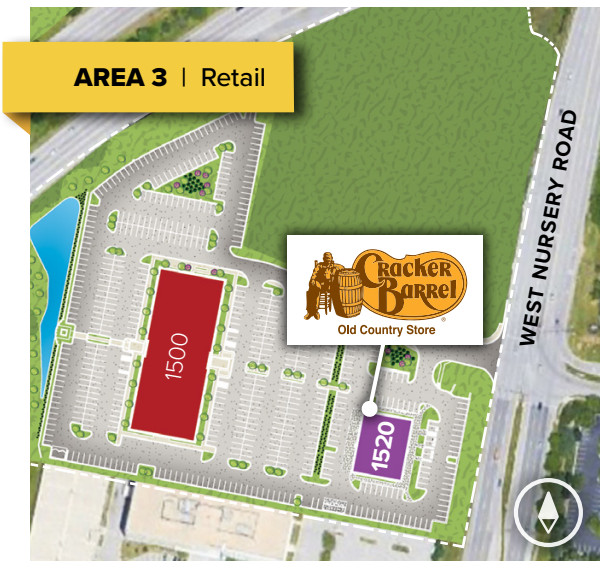 AREA 3 | Retail
WEST NURSERY ROAD
Cracker
Barrel
®
Old Country Store
1500
1520